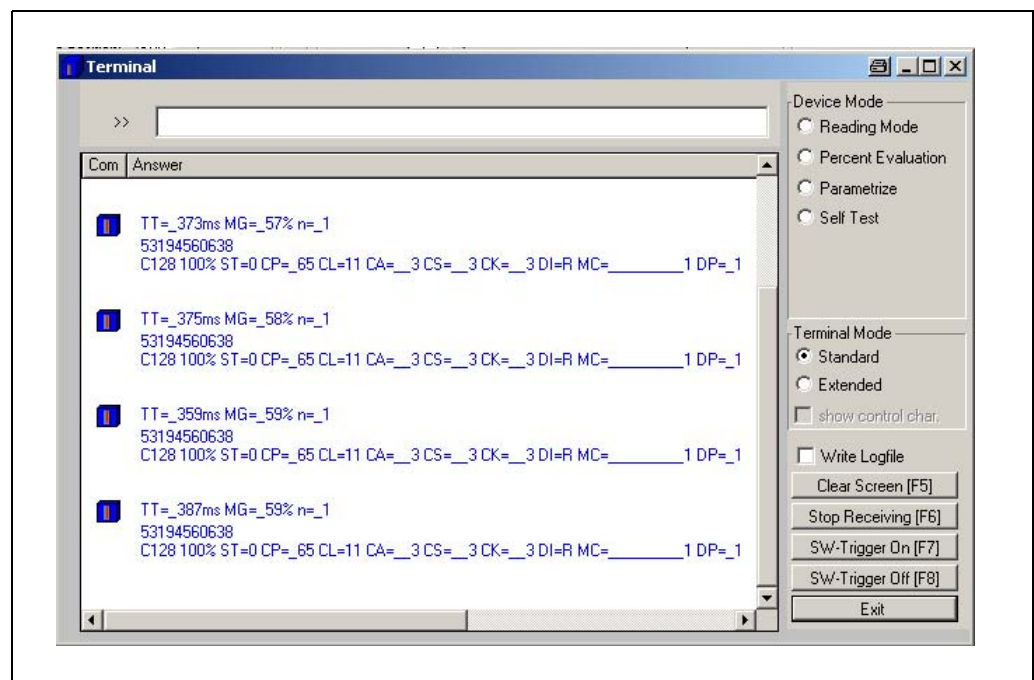 Terminal
>>
Com Answer
TT=_373ms MG=_57% n=_1
53194560638
C128 100% ST=0 CP=_65 CL=11 CA=__3 CS=__3 CK=__3 DI=R MC=_________1 DP=_1
TT=_375ms MG=_58% n=_1
53194560638
C128 100% ST=0 CP=_65 CL=11 CA=__3 CS=__3 CK=__3 DI=R MC=_________1 DP=_1
TT=_359ms MG=_59% n=_1
53194560638
C128 100% ST=0 CP=_65 CL=11 CA=__3 CS=__3 CK=__3 DI=R MC=_________1 DP=_1
TT=_387ms MG=_59% n=_1
53194560638
C128 100% ST=0 CP=_65 CL=11 CA=__3 CS=__3 CK=__3 DI=R MC=_________1 DP=_1
Device Mode
Reading Mode
Percent Evaluation
Parametrize
Self Test
Terminal Mode
Standard
Extended
show control char.
Write Logfile
Clear Screen [F5]
Stop Receiving [F6]
SW-Trigger On [F7]
SW-Trigger Off [F8]
Exit